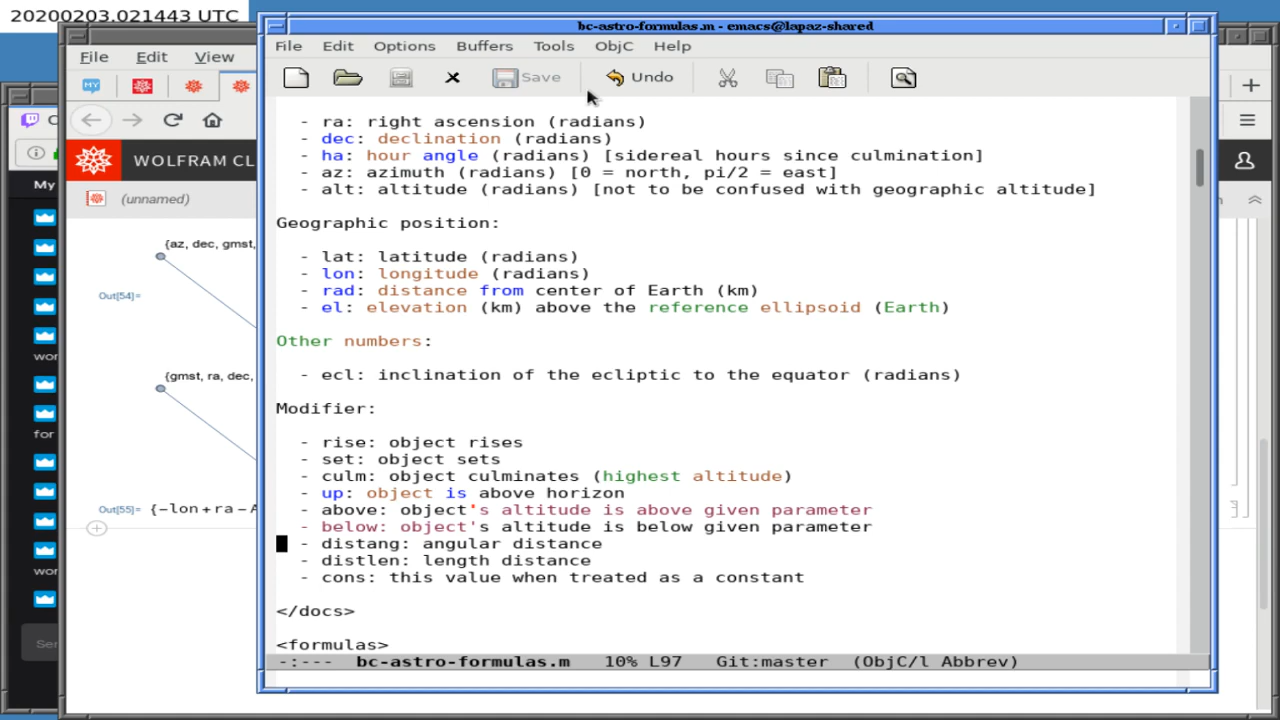 20200203.021443 UTC
bc-astro-formulas.m - emacs@lapaz-shared
File Edit Options Buffers Tools ObjC Help
Save Undo
- ra: right ascension (radians)
- dec: declination (radians)
- ha: hour angle (radians) [sidereal hours since culmination]
- az: azimuth (radians) [0 = north, pi/2 = east]
- alt: altitude (radians) [not to be confused with geographic altitude]
Geographic position:
- lat: latitude (radians)
- lon: longitude (radians)
- rad: distance from center of Earth (km)
- el: elevation (km) above the reference ellipsoid (Earth)
Other numbers:
- ecl: inclination of the ecliptic to the equator (radians)
Modifier:
- rise: object rises
- set: object sets
- culm: object culminates (highest altitude)
- up: object is above horizon
- above: object's altitude is above given parameter
- below: object's altitude is below given parameter
- distang: angular distance
- distlen: length distance
- cons: this value when treated as a constant
</docs>
<formulas>
-:--- bc-astro-formulas.m 10% L97 Git:master (ObjC/l Abbrev)
File Edit View
MY
WOLFRAM CL
(unnamed)
{az, dec, gmst,
Out[54]=
{gmst, ra, dec,
Out[55]= {-lon+ra-A
My
wor
for
wor
Ser